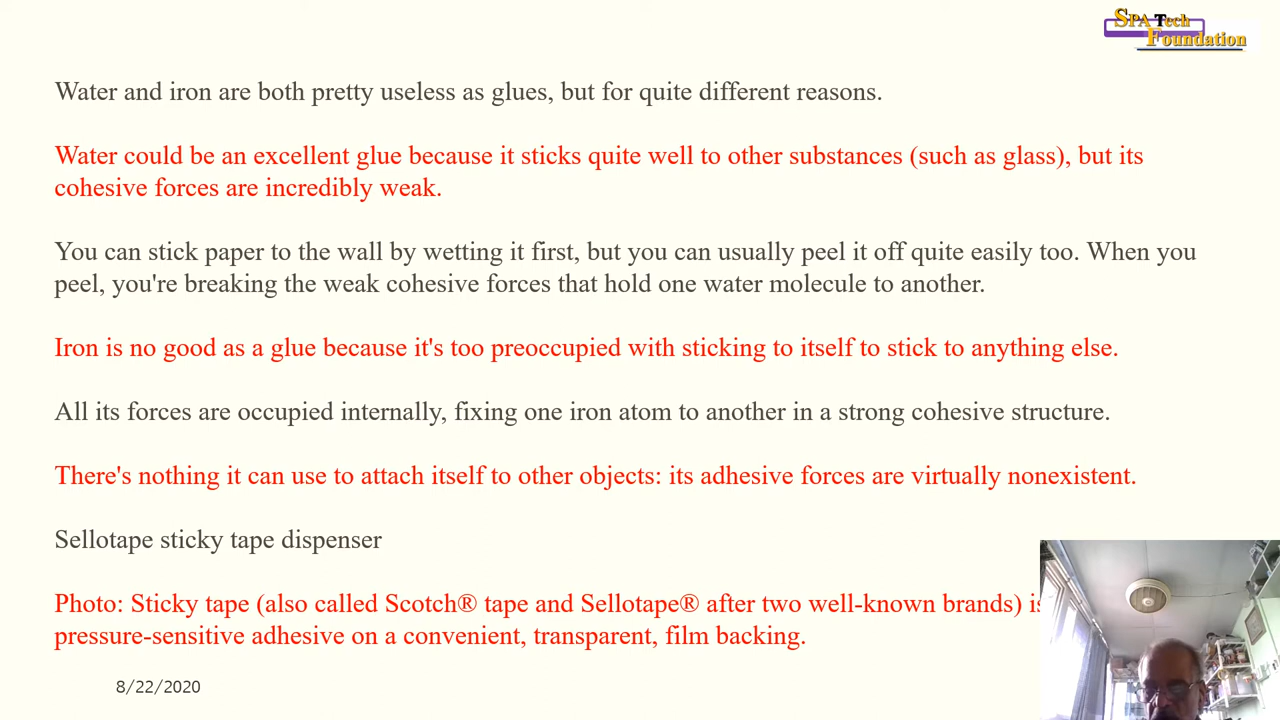 SPA Tech
Foundation
Water and iron are both pretty useless as glues, but for quite different reasons.
Water could be an excellent glue because it sticks quite well to other substances (such as glass), but its
cohesive forces are incredibly weak.
You can stick paper to the wall by wetting it first, but you can usually peel it off quite easily too. When you
peel, you're breaking the weak cohesive forces that hold one water molecule to another.
Iron is no good as a glue because it's too preoccupied with sticking to itself to stick to anything else.
All its forces are occupied internally, fixing one iron atom to another in a strong cohesive structure.
There's nothing it can use to attach itself to other objects: its adhesive forces are virtually nonexistent.
Sellotape sticky tape dispenser
Photo: Sticky tape (also called Scotch® tape and Sellotape® after two well-known brands)
pressure-sensitive adhesive on a convenient, transparent, film backing.
8/22/2020